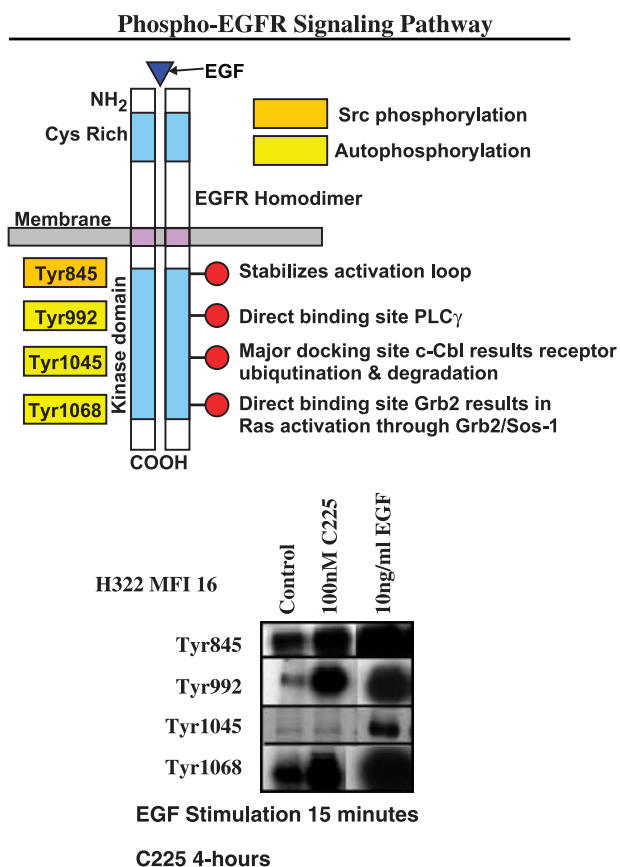 Phospho-EGFR Signaling Pathway
EGF
NH2
Cys Rich
Src phosphorylation
Autophosphorylation
EGFR Homodimer
Membrane
Tyr845
Stabilizes activation loop
Tyr992
Direct binding site PLCγ
Kinase domain
Tyr1045
Major docking site c-Cbl results receptor
ubiqutination & degradation
Tyr1068
Direct binding site Grb2 results in
Ras activation through Grb2/Sos-1
COOH
H322 MFI 16
Control
100nM C225
10ng/ml EGF
Tyr845
Tyr992
Tyr1045
Tyr1068
EGF Stimulation 15 minutes
C225 4-hours